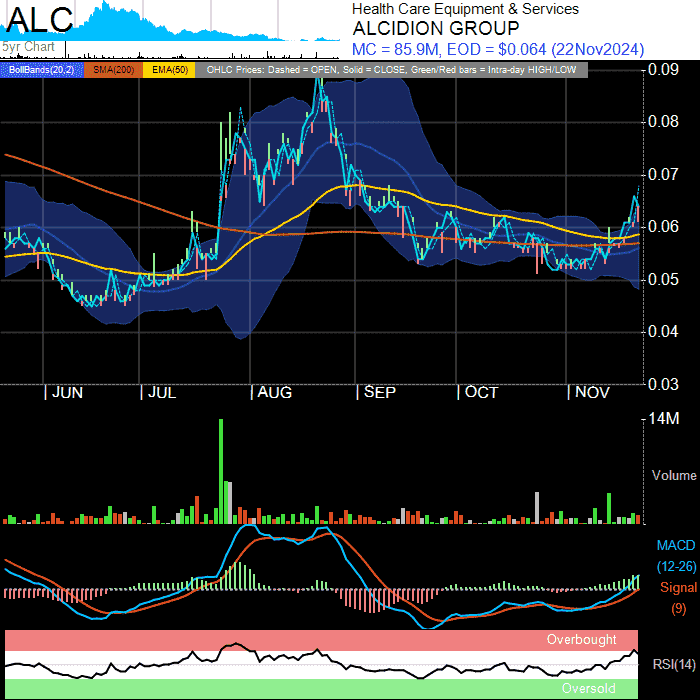 ALC
5yr Chart
Health Care Equipment & Services
ALCIDION GROUP
MC = 85.9M, EOD = $0.064 (22Nov2024)
BollBands(20,2) SMA(200) EMA(50) OHLC Prices: Dashed = OPEN, Solid = CLOSE, Green/Red bars = Intra-day HIGH/LOW
0.09
0.08
0.07
0.06
0.05
0.04
0.03
| JUN | JUL | AUG | SEP | OCT | NOV
14M
Volume
MACD
(12-26)
Signal
(9)
Overbought
RSI(14)
Oversold